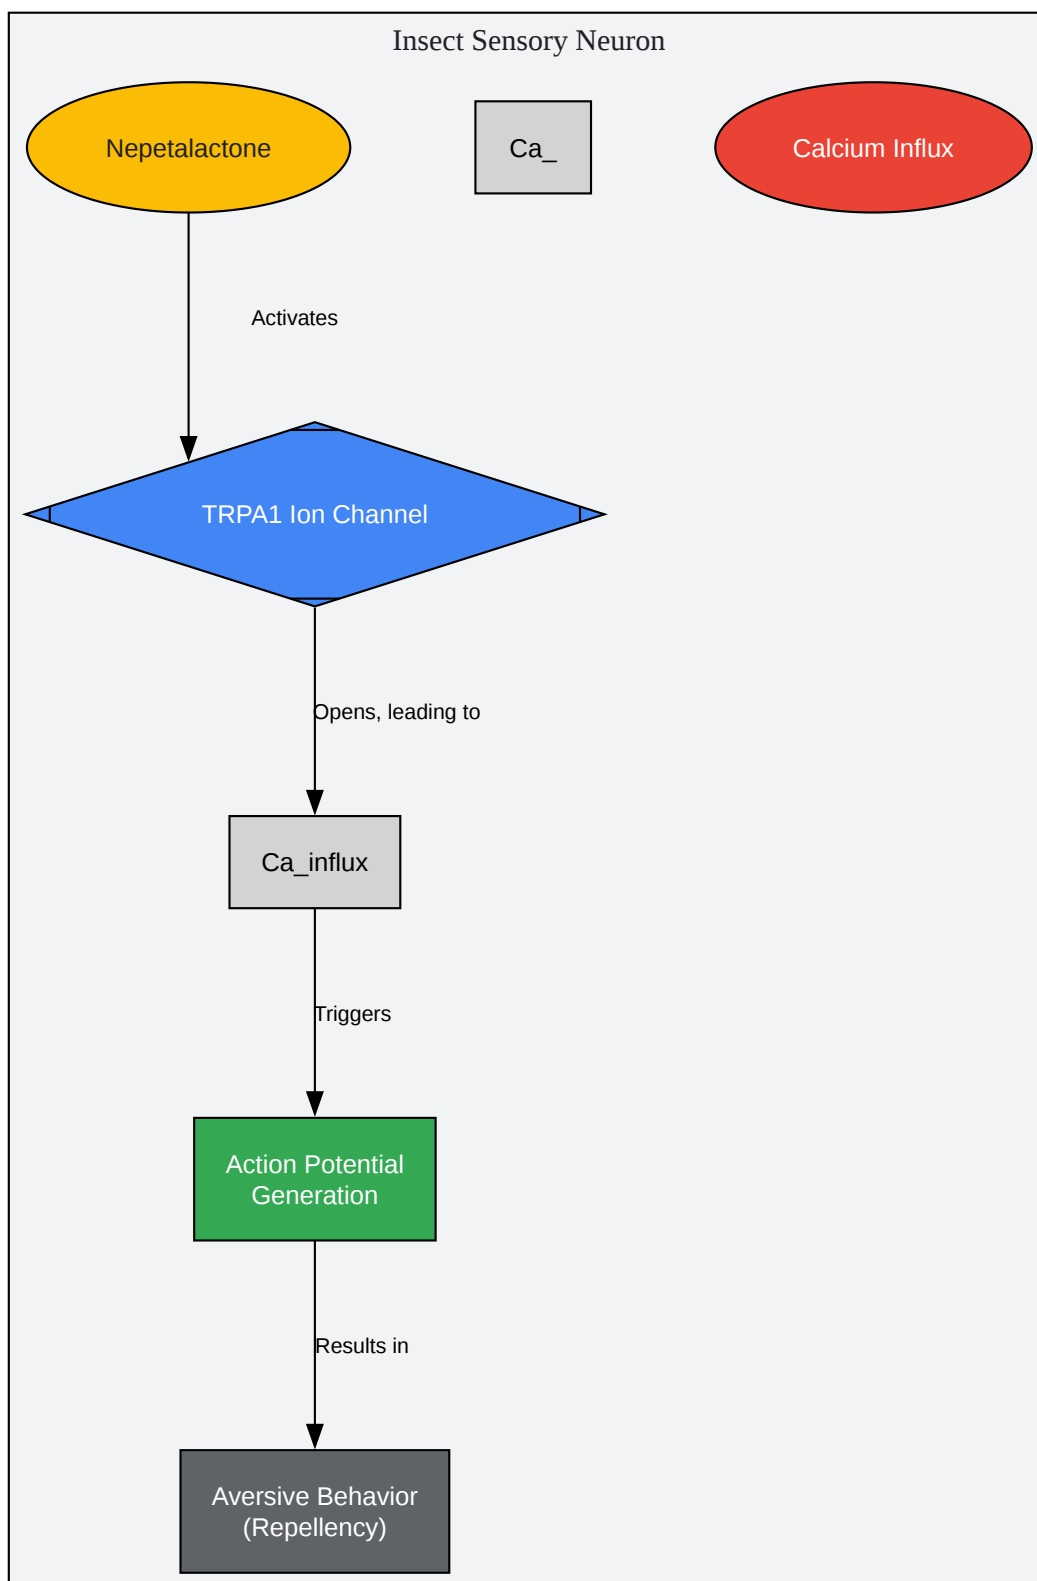 Insect Sensory Neuron
Nepetalactone
Ca_
Calcium Influx
Activates
TRPA1 Ion Channel
Opens, leading to
Ca_influx
Triggers
Action Potential
Generation
Results in
Aversive Behavior
(Repellency)